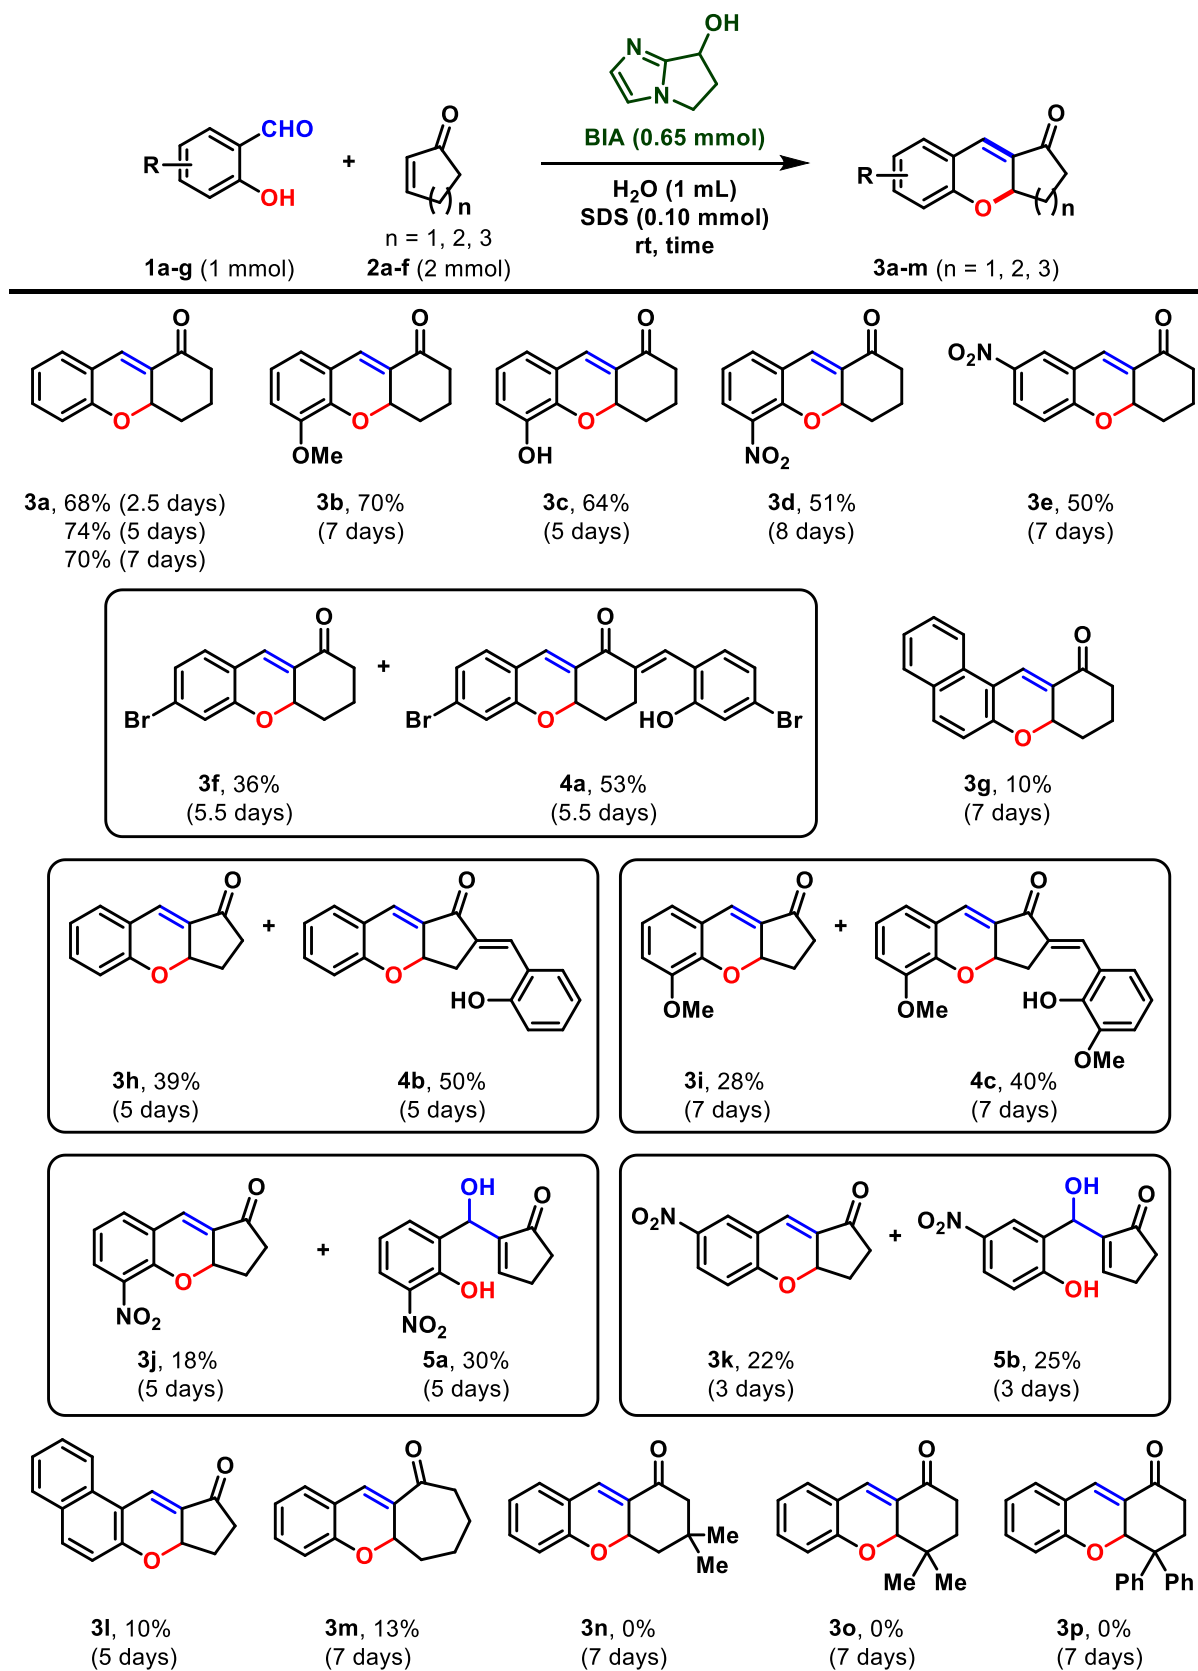 OH
N
N
O
CHO
R
OH
+
O
( )n
n = 1, 2, 3
1a-g (1 mmol)
2a-f (2 mmol)
BIA (0.65 mmol)
H₂O (1 mL)
SDS (0.10 mmol)
rt, time
O
R
O
( )n
3a-m (n = 1, 2, 3)
O
O
3a, 68% (2.5 days)
74% (5 days)
70% (7 days)
O
O
OMe
3b, 70%
(7 days)
O
O
OH
3c, 64%
(5 days)
O
O
NO₂
3d, 51%
(8 days)
O₂N
O
O
3e, 50%
(7 days)
O
Br
O
3f, 36%
(5.5 days)
+
O
Br
O
HO
Br
4a, 53%
(5.5 days)
O
O
3g, 10%
(7 days)
O
O
3h, 39%
(5 days)
+
O
O
HO
4b, 50%
(5 days)
O
O
OMe
3i, 28%
(7 days)
+
O
O
OMe
HO
OMe
4c, 40%
(7 days)
O
O
NO₂
3j, 18%
(5 days)
+
OH
O
OH
NO₂
5a, 30%
(5 days)
O₂N
O
O
3k, 22%
(3 days)
+
OH
O
O₂N
OH
5b, 25%
(3 days)
O
O
3l, 10%
(5 days)
O
O
3m, 13%
(7 days)
O
O
Me
Me
3n, 0%
(7 days)
O
O
Me Me
3o, 0%
(7 days)
O
O
Ph Ph
3p, 0%
(7 days)